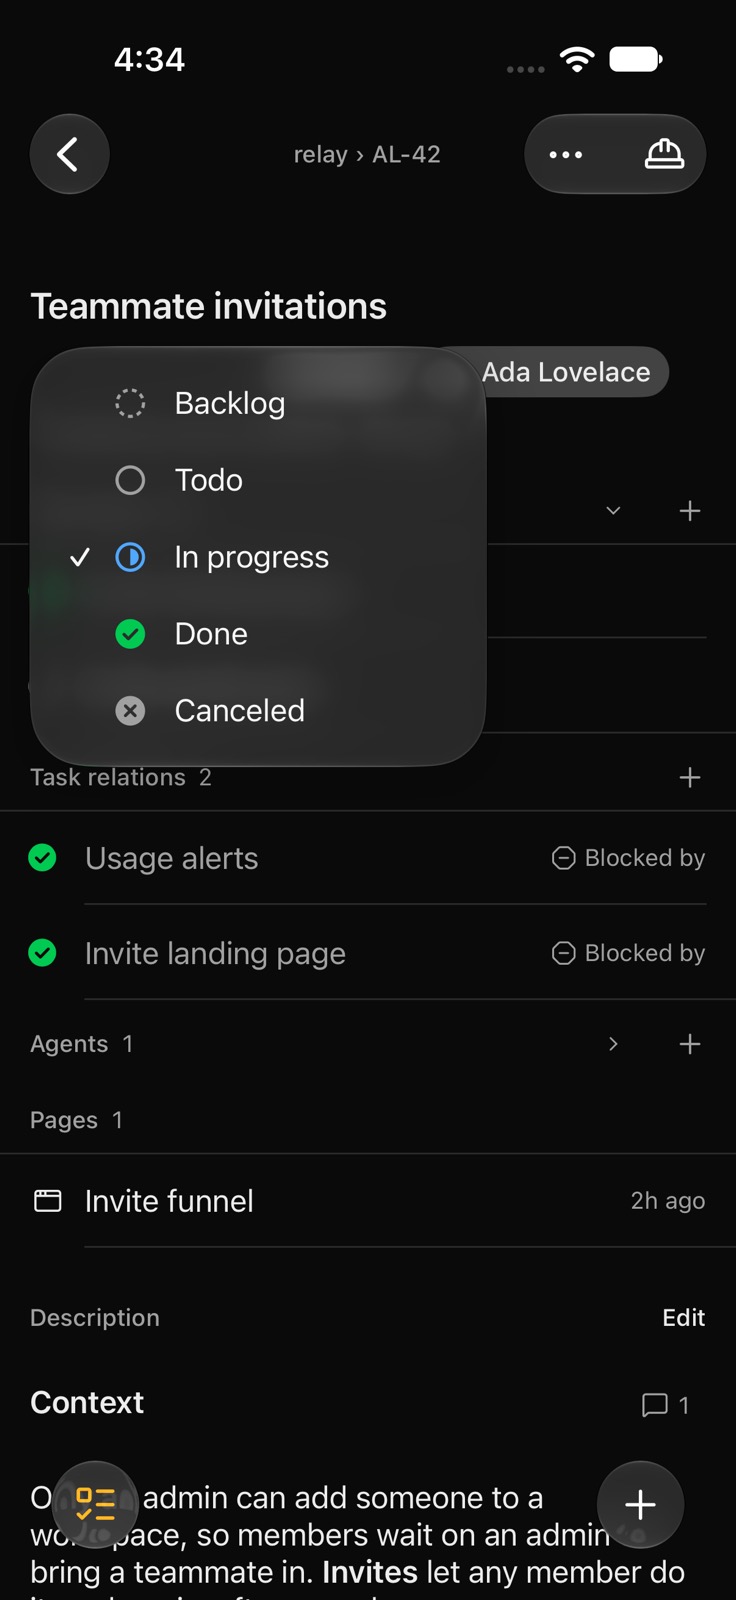 4:34
relay › AL-42
Teammate invitations
Ada Lovelace
Backlog
Todo
In progress
Done
Canceled
Task relations 2
Usage alerts
Blocked by
Invite landing page
Blocked by
Agents 1
Pages 1
Invite funnel
2h ago
Description
Edit
Context
1
admin can add someone to a
so members wait on an admin
bring a teammate in. Invites let any member do